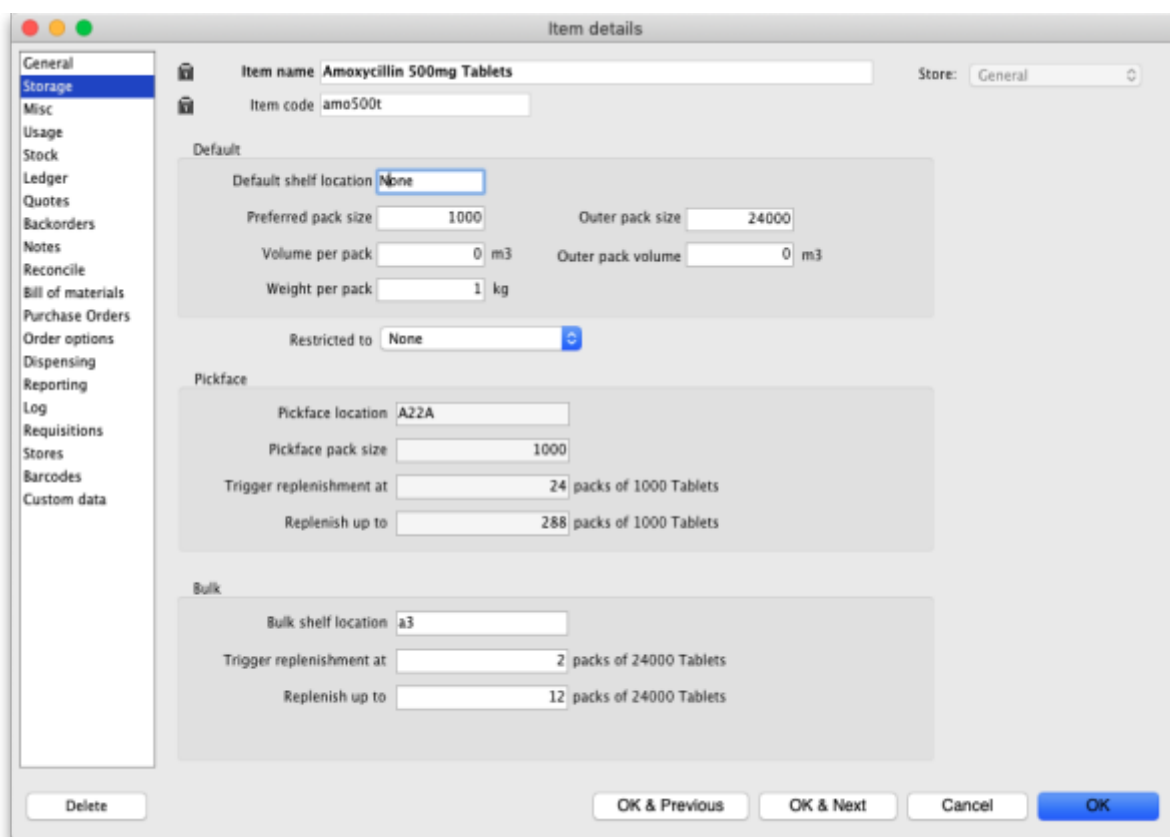 Item details
General
Storage
Misc
Usage
Stock
Ledger
Quotes
Backorders
Notes
Reconcile
Bill of materials
Purchase Orders
Order options
Dispensing
Reporting
Log
Requisitions
Stores
Barcodes
Custom data
Item name Amoxycillin 500mg Tablets Store: General
Item code amo500t
Default
Default shelf location None
Preferred pack size 1000 Outer pack size 24000
Volume per pack 0 m3 Outer pack volume 0 m3
Weight per pack 1 kg
Restricted to None
Pickface
Pickface location A22A
Pickface pack size 1000
Trigger replenishment at 24 packs of 1000 Tablets
Replenish up to 288 packs of 1000 Tablets
Bulk
Bulk shelf location a3
Trigger replenishment at 2 packs of 24000 Tablets
Replenish up to 12 packs of 24000 Tablets
Delete OK & Previous OK & Next Cancel OK